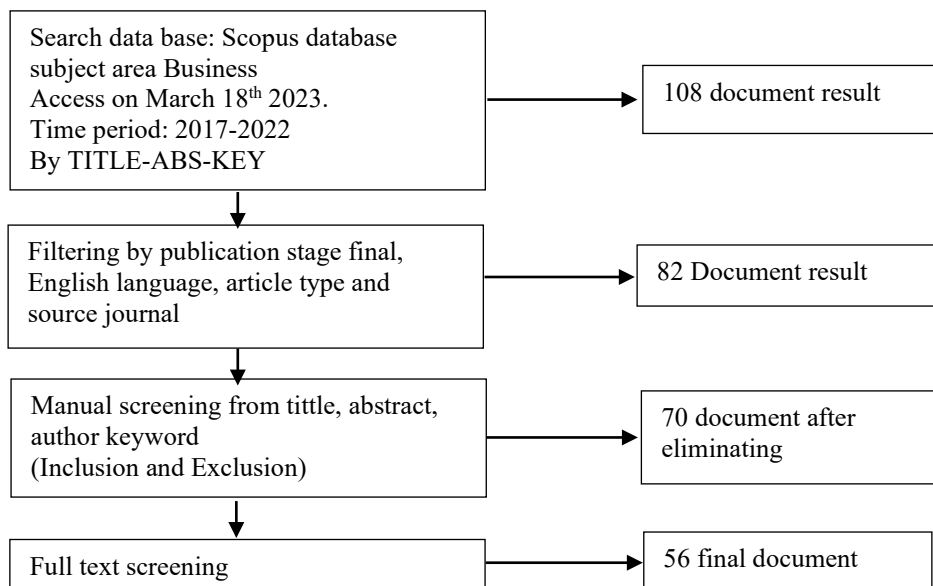 Search data base: Scopus database
subject area Business
Access on March 18th 2023.
Time period: 2017-2022
By TITLE-ABS-KEY
108 document result
Filtering by publication stage final,
English language, article type and
source journal
82 Document result
Manual screening from tittle, abstract,
author keyword
(Inclusion and Exclusion)
70 document after
eliminating
Full text screening
56 final document